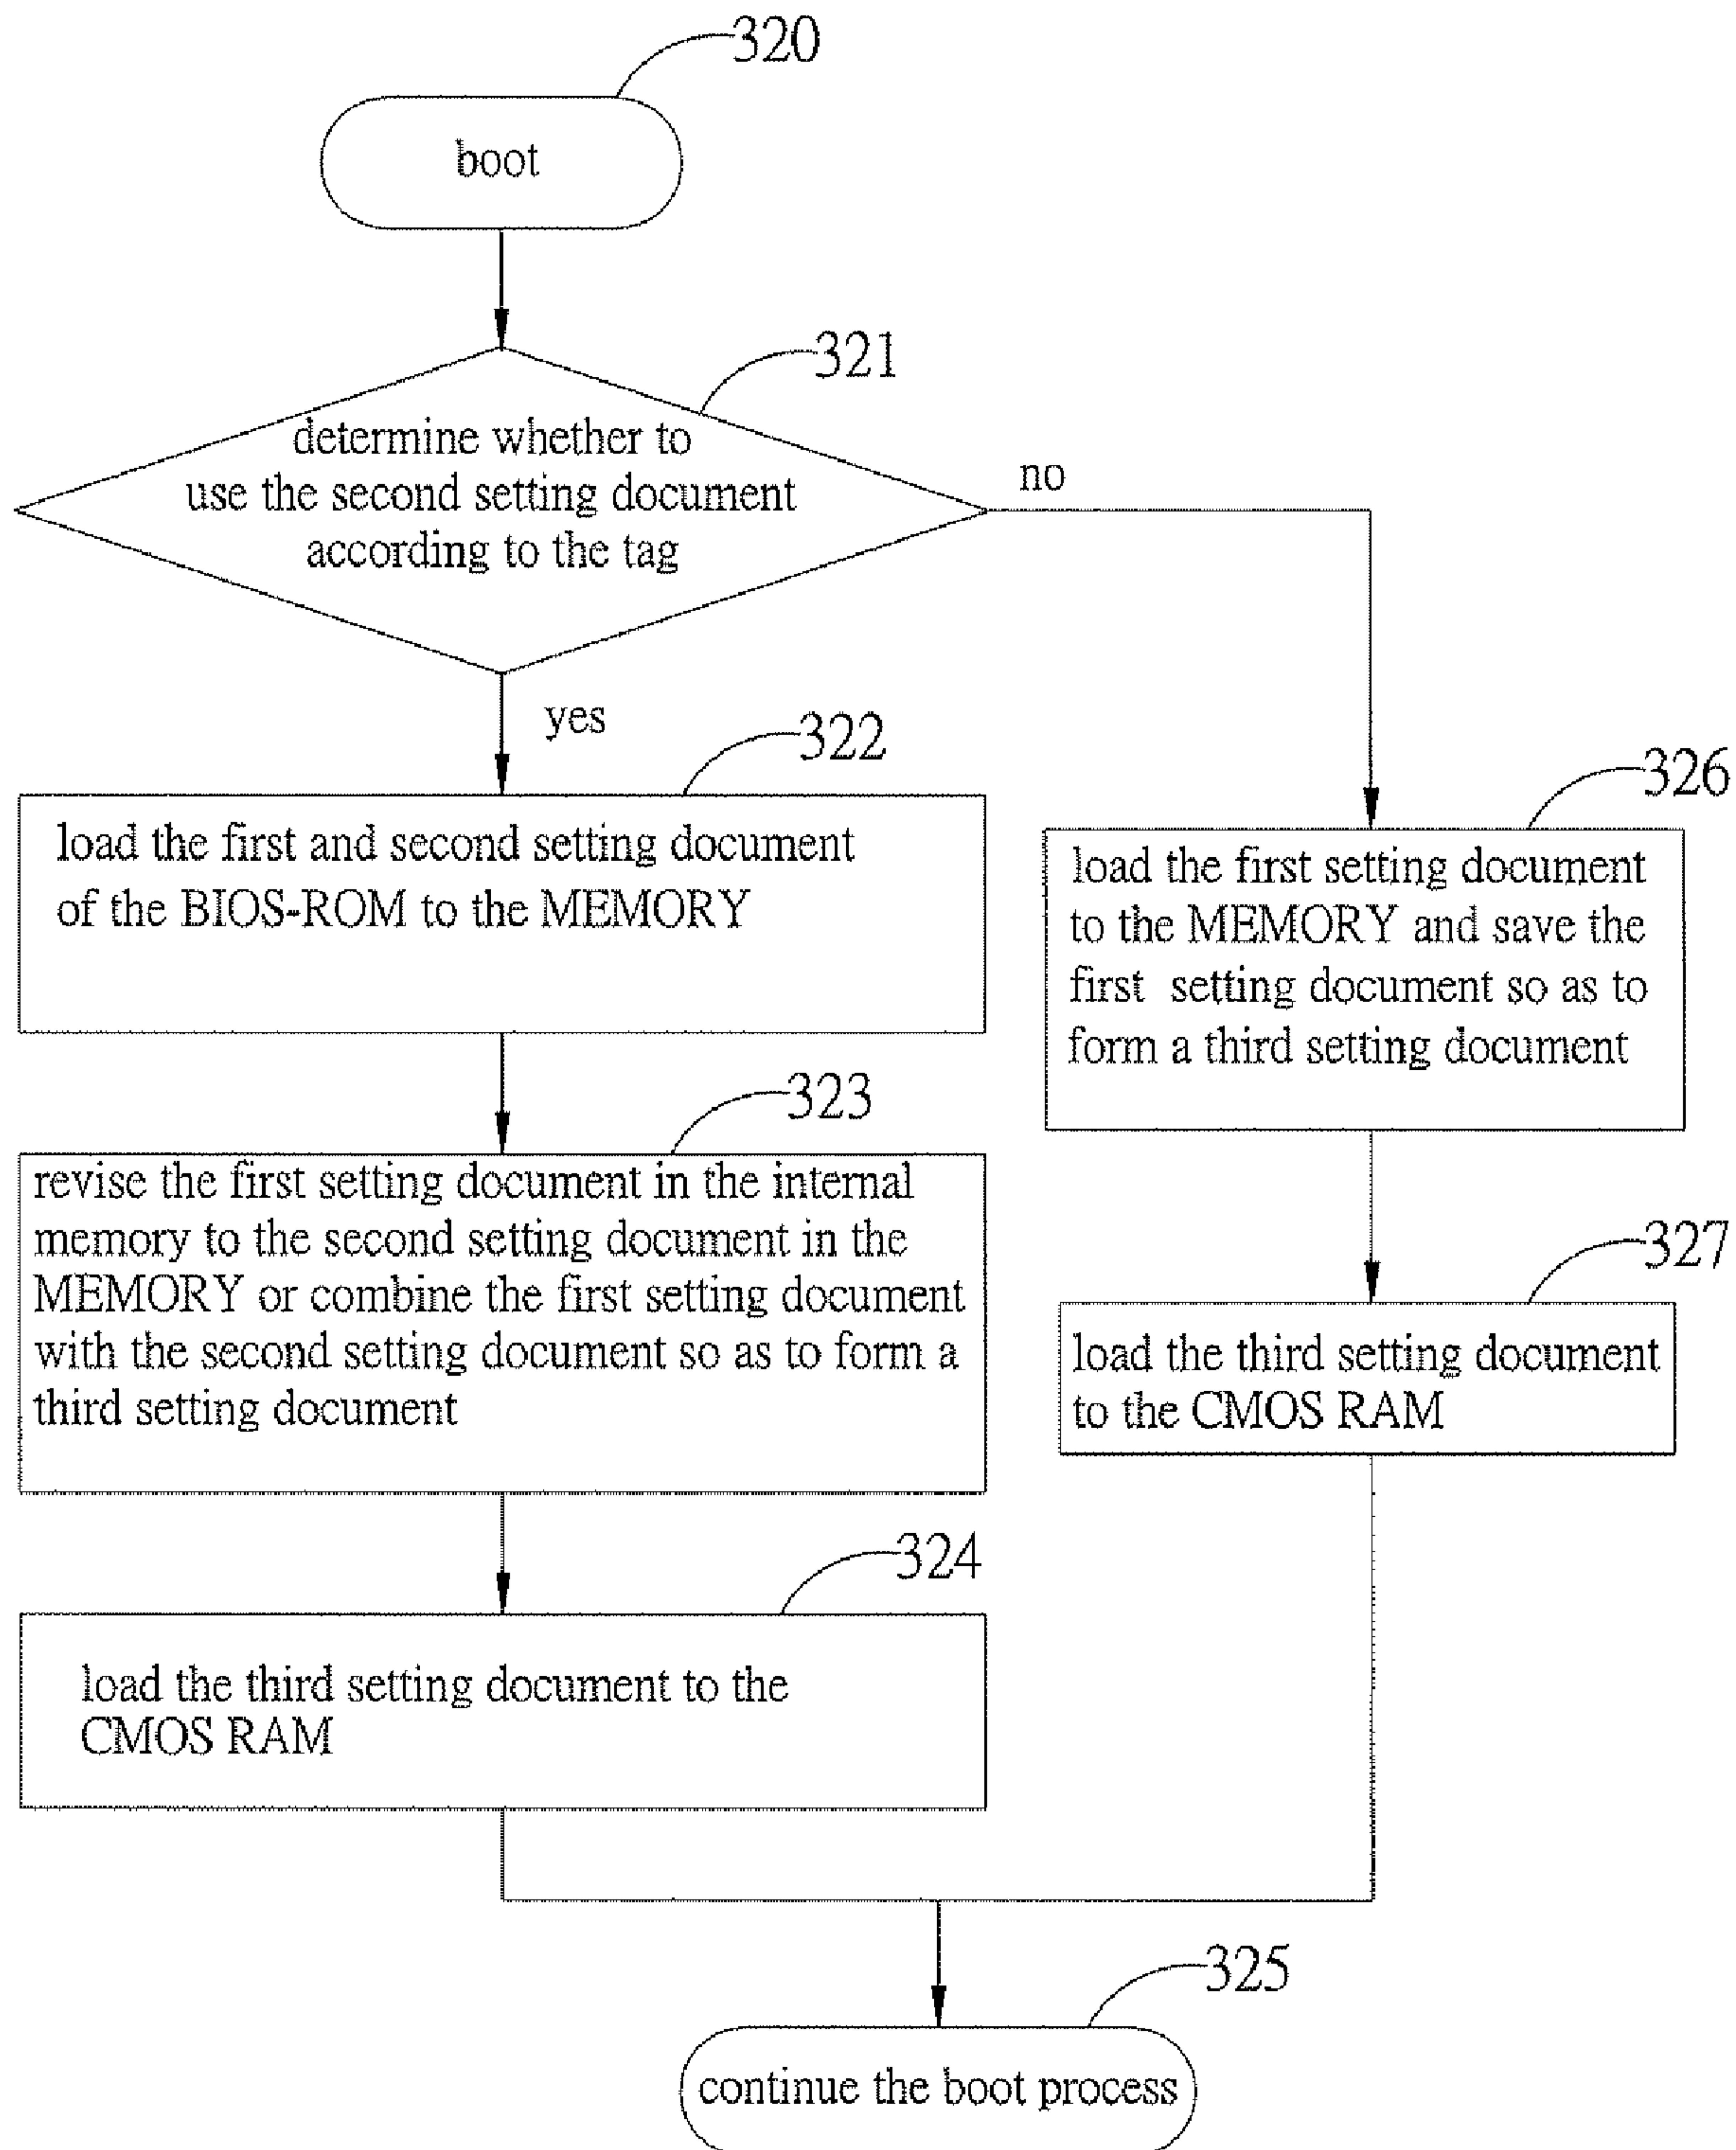 320
boot
321
determine whether to
use the second setting document
according to the tag
no
yes
322
load the first and second setting document
of the BIOS-ROM to the MEMORY
326
load the first setting document
to the MEMORY and save the
first setting document so as to
form a third setting document
323
revise the first setting document in the internal
memory to the second setting document in the
MEMORY or combine the first setting document
with the second setting document so as to form a
third setting document
327
load the third setting document
to the CMOS RAM
324
load the third setting document to the
CMOS RAM
325
continue the boot process